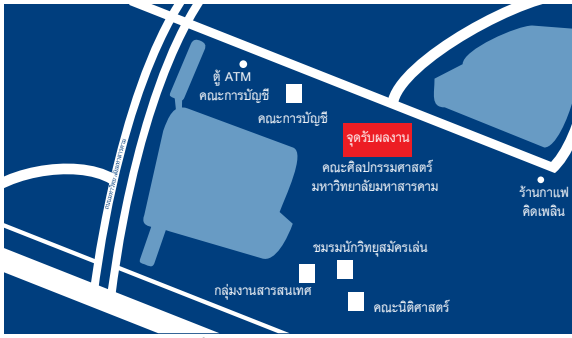 ตู้ ATM
คณะการบัญชี
คณะการบัญชี
จุดรับผลงาน
คณะศิลปกรรมศาสตร์
มหาวิทยาลัยมหาสารคาม
ร้านกาแฟ
คิดเพลิน
ชมรมนักวิทยุสมัครเล่น
กลุ่มงานสารสนเทศ
คณะนิติศาสตร์